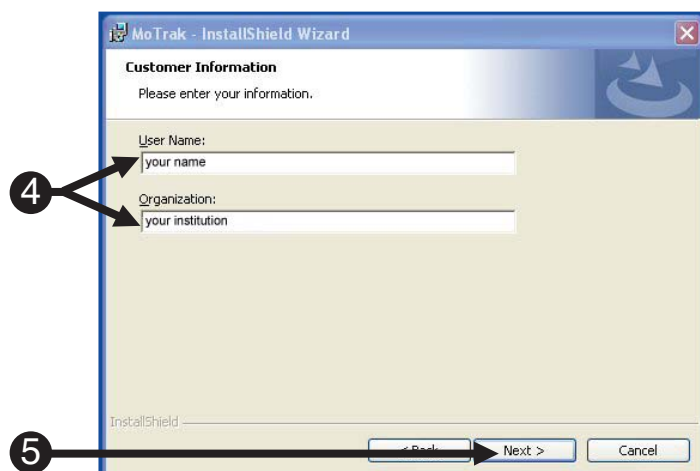 MoTrak - InstallShield Wizard
Customer Information
Please enter your information.
User Name:
your name
4
Organization:
your institution
InstallShield
5
< Back
Next >
Cancel